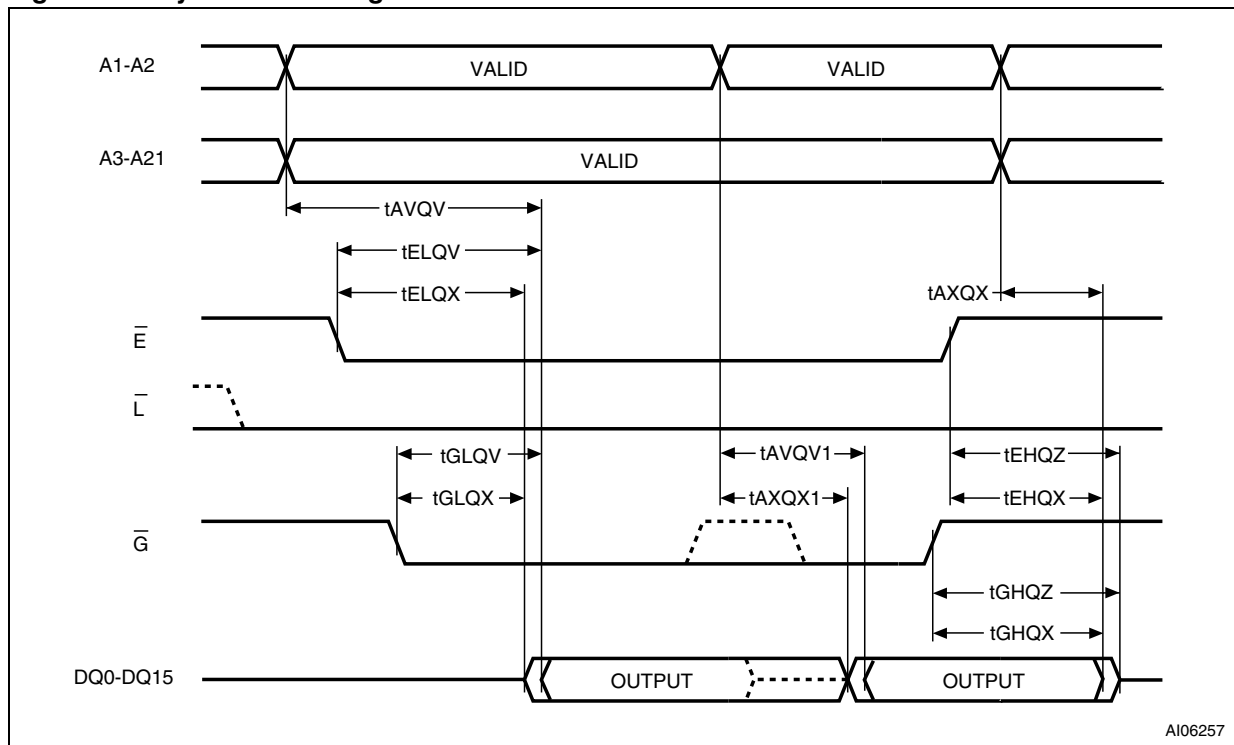 A1-A2
VALID
VALID
A3-A21
VALID
tAVQV
tELQV
tELQX
tAXQX
E
L
tGLQV
tAVQV1
tEHQZ
tGLQX
tAXQX1
tEHQX
G
tGHQZ
tGHQX
DQ0-DQ15
OUTPUT
OUTPUT
AI06257